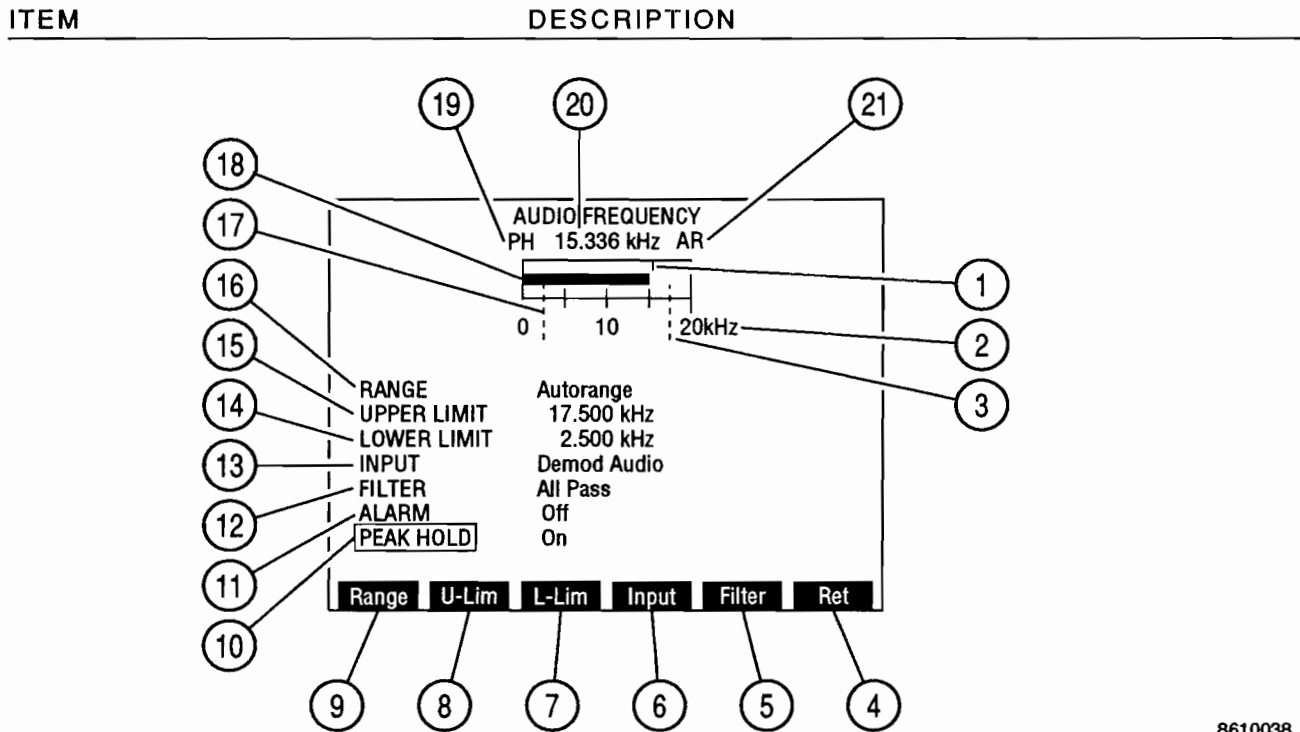 ITEM DESCRIPTION
19 20 21
18
17
16
15
14
13
12
11
10
AUDIO FREQUENCY
PH 15.336 kHz AR
0 10 20kHz
1
2
3
RANGE Autorange
UPPER LIMIT 17.500 kHz
LOWER LIMIT 2.500 kHz
INPUT Demod Audio
FILTER All Pass
ALARM Off
PEAK HOLD On
Range U-Lim L-Lim Input Filter Ret
9 8 7 6 5 4
8610038